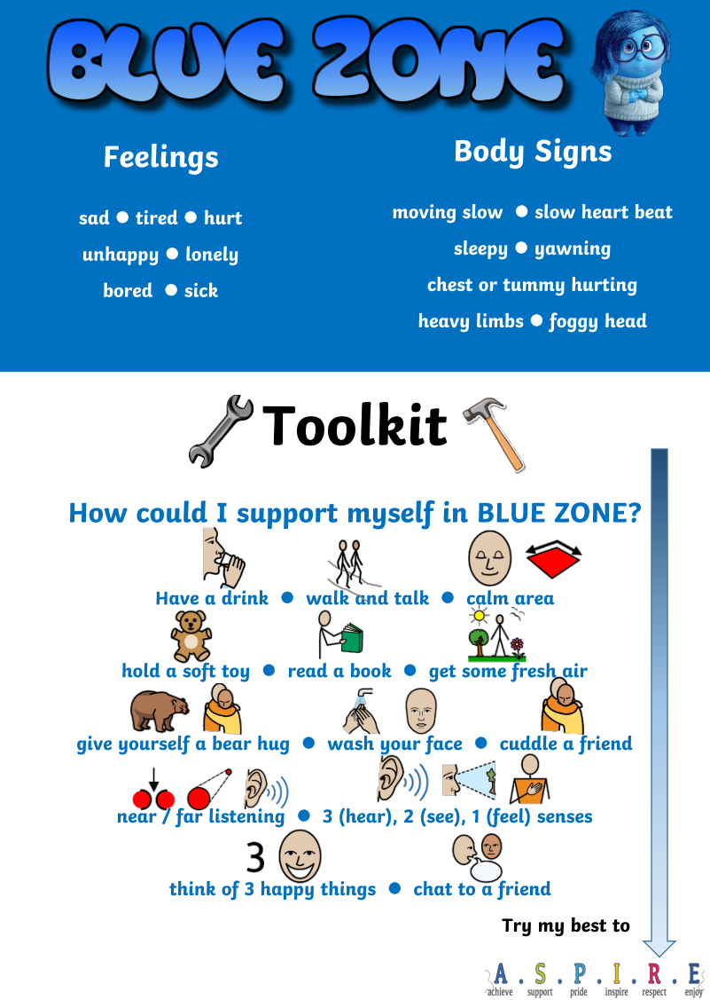 BLUE ZONE
Feelings
sad ● tired ● hurt
unhappy ● lonely
bored ● sick
Body Signs
moving slow ● slow heart beat
sleepy ● yawning
chest or tummy hurting
heavy limbs ● foggy head
Toolkit
How could I support myself in BLUE ZONE?
Have a drink ● walk and talk ● calm area
hold a soft toy ● read a book ● get some fresh air
give yourself a bear hug ● wash your face ● cuddle a friend
near / far listening ● 3 (hear), 2 (see), 1 (feel) senses
3
think of 3 happy things ● chat to a friend
Try my best to
A . S . P . I . R . E
achieve support pride inspire respect enjoy